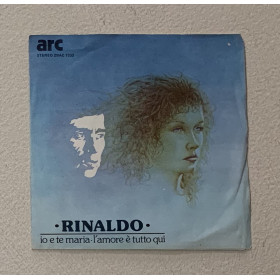 arc
·RINALDO·
io e te maria·l'amore è tutto qui